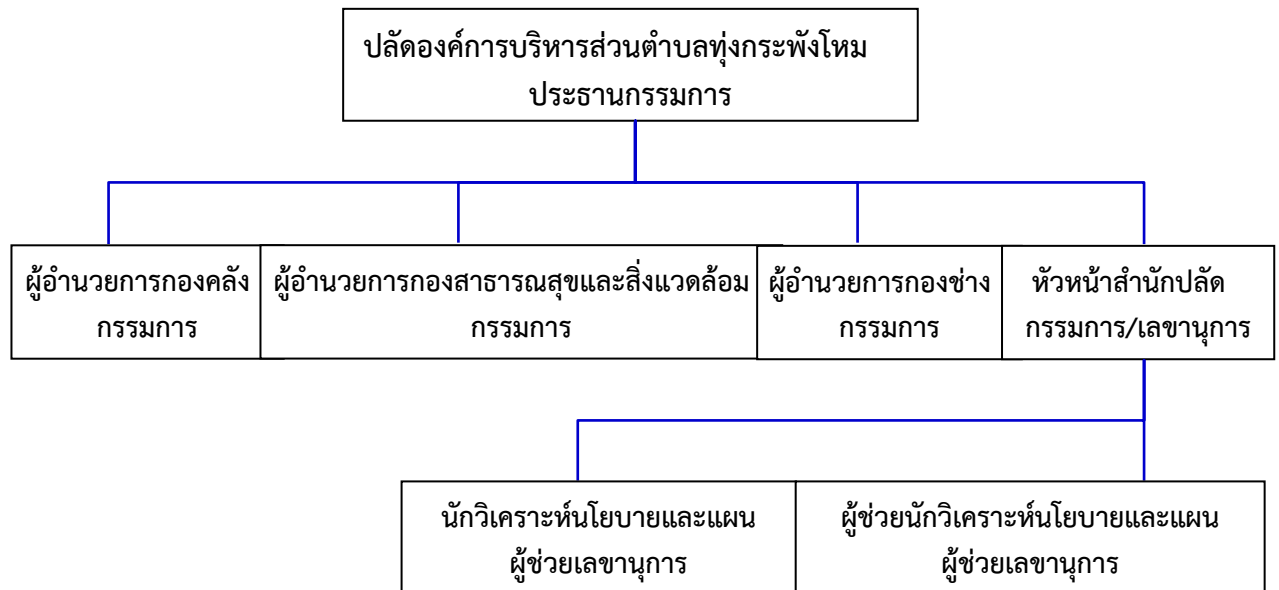 ปลัดองค์การบริหารส่วนตำบลทุ่งกระพังโหม
ประธานกรรมการ
ผู้อำนวยการกองคลัง
กรรมการ
ผู้อำนวยการกองสาธารณสุขและสิ่งแวดล้อม
กรรมการ
ผู้อำนวยการกองช่าง
กรรมการ
หัวหน้าสำนักปลัด
กรรมการ/เลขานุการ
นักวิเคราะห์นโยบายและแผน
ผู้ช่วยเลขานุการ
ผู้ช่วยนักวิเคราะห์นโยบายและแผน
ผู้ช่วยเลขานุการ